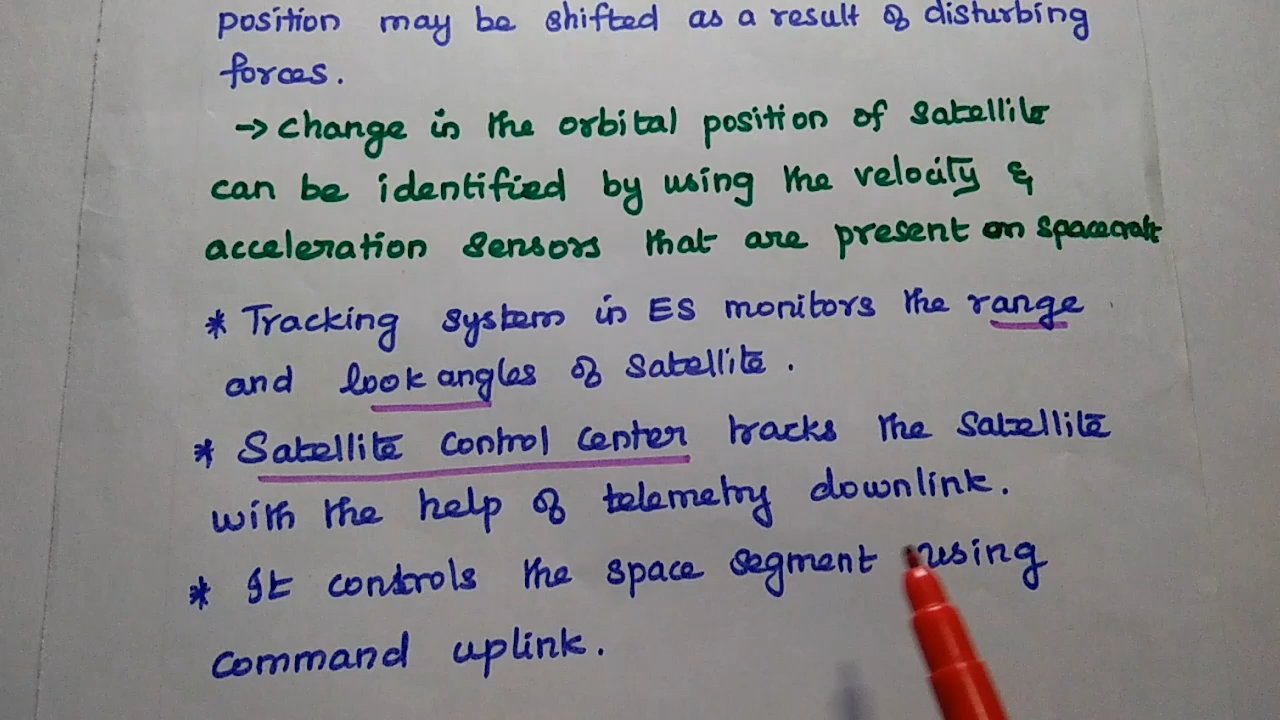 position may be shifted as a result of disturbing
forces.
→ change in the orbital position of satellite
can be identified by using the velocity &
acceleration sensors that are present on spacecraft
* Tracking system in ES monitors the range
and look angles of satellite.
* Satellite control center tracks the satellite
with the help of telemetry downlink.
* It controls the space segment using
command uplink.